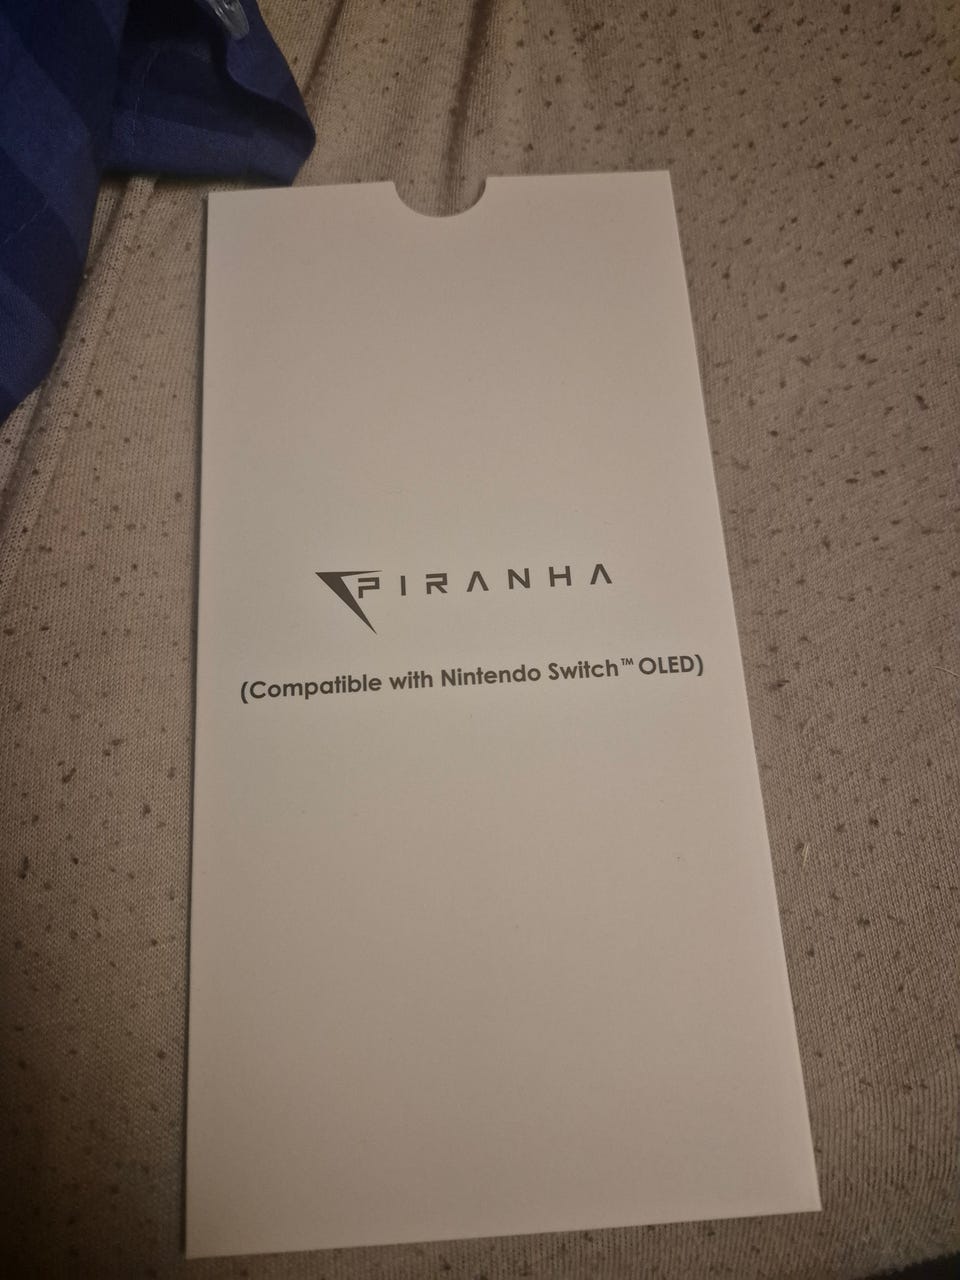 PIRANHA
(Compatible with Nintendo Switch™ OLED)